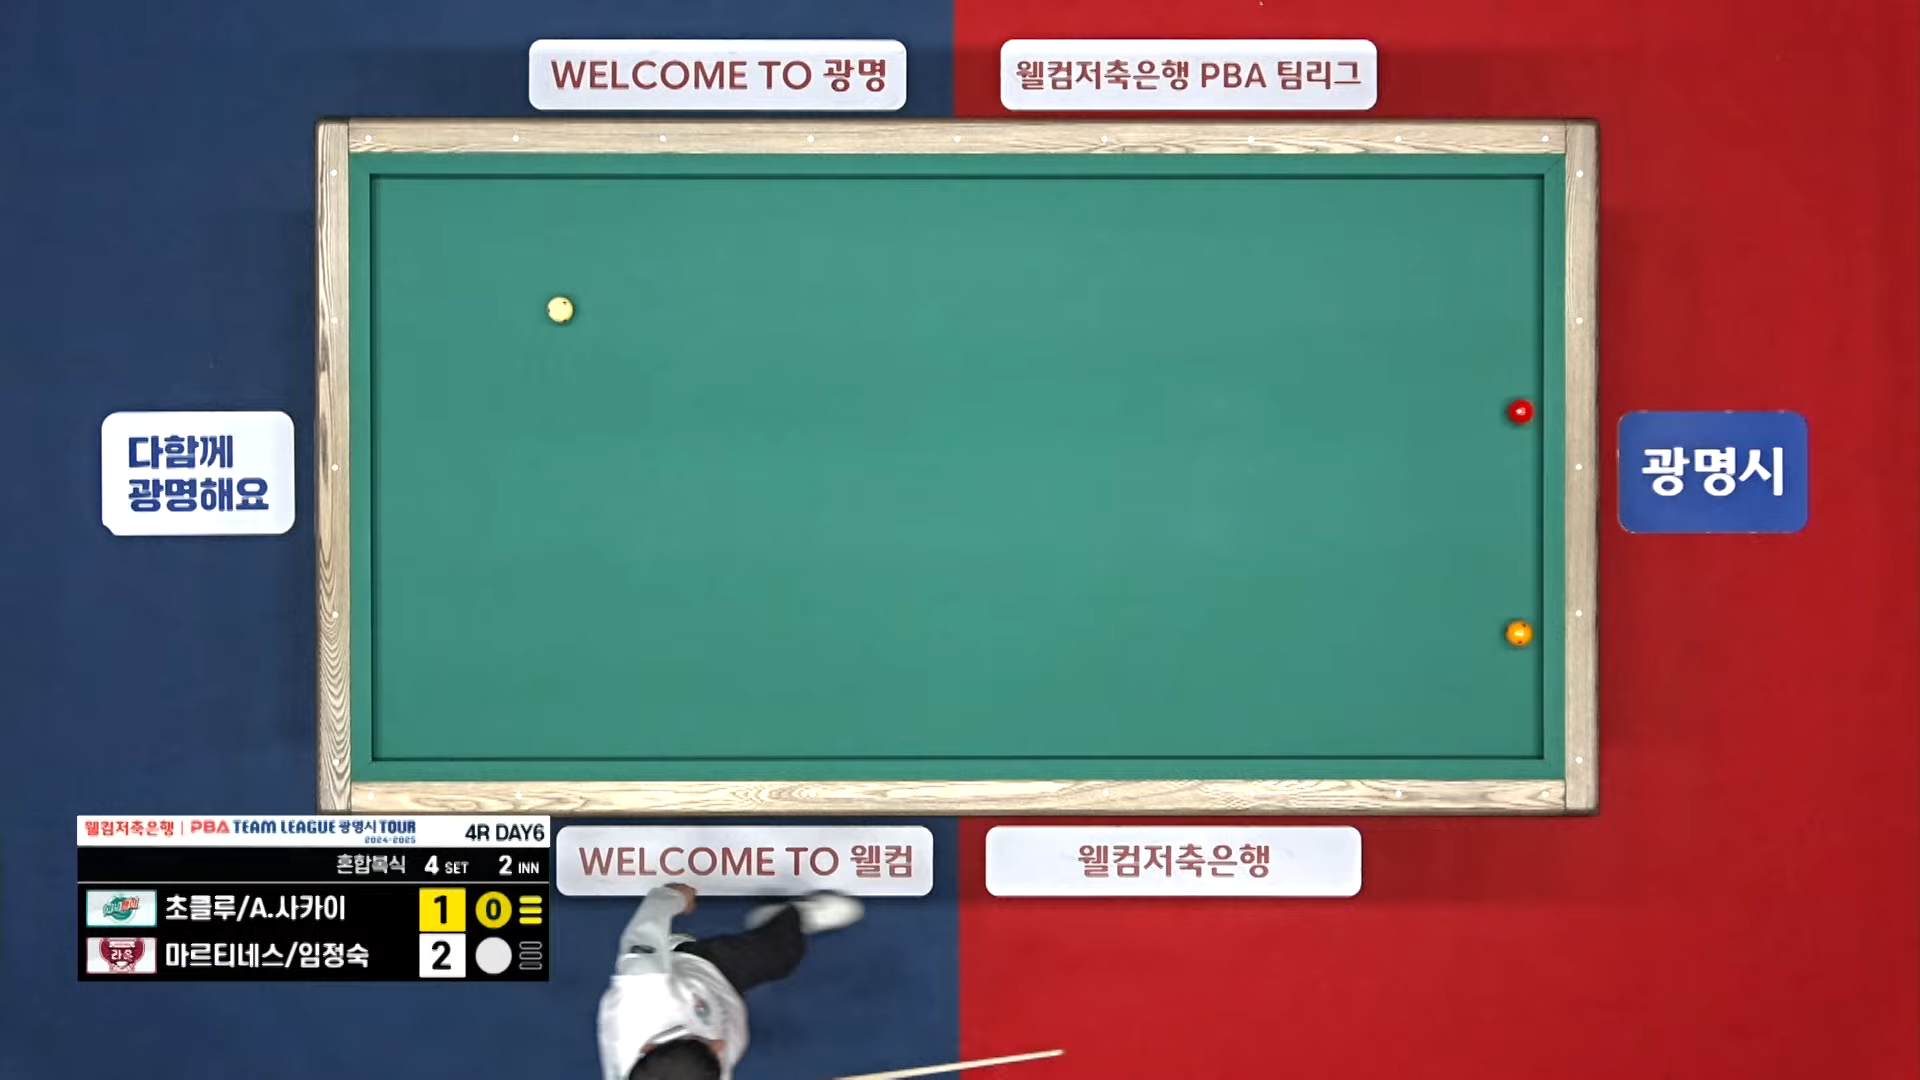 WELCOME TO 광명
웰컴저축은행 PBA 팀리그
다함께
광명해요
광명시
웰컴저축은행 | PBA TEAM LEAGUE 광명시 TOUR
2024-2025
4R DAY6
혼합복식 4 SET 2 INN
초클루/A.사카이 1 0
마르티네스/임정숙 2
WELCOME TO 웰컴
웰컴저축은행